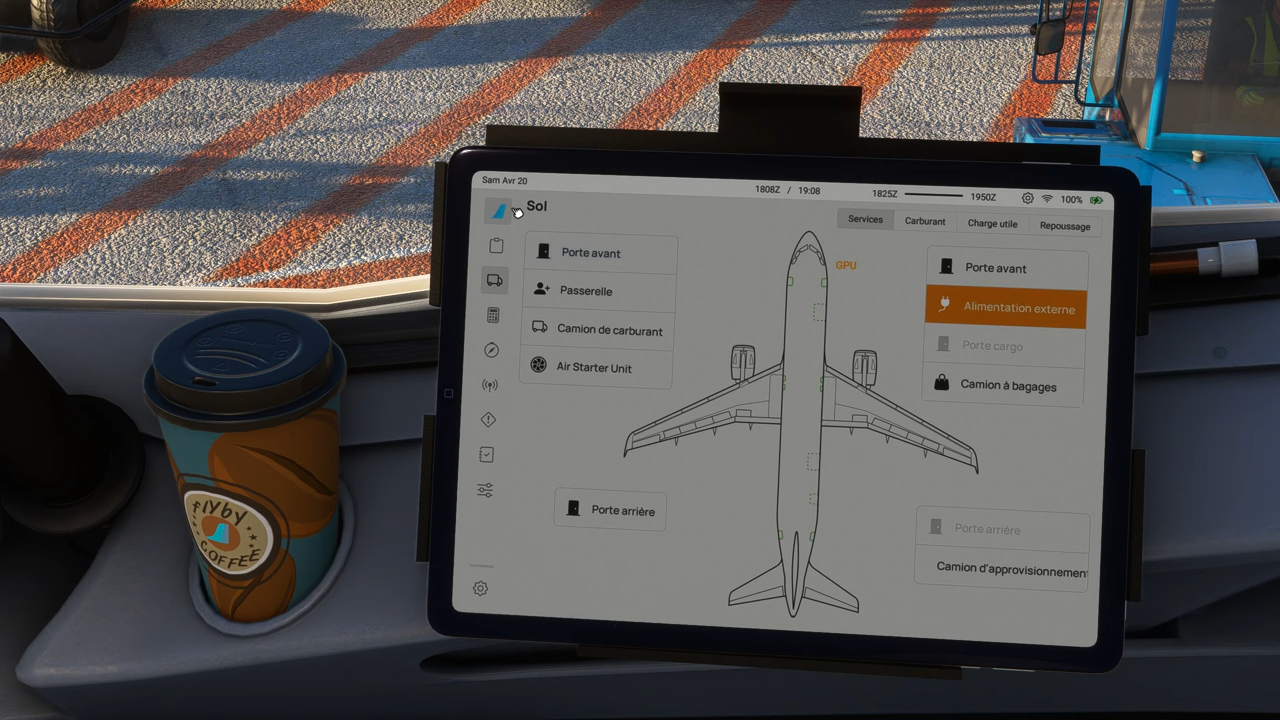 Sam Avr 20
1808Z / 19:08
1825Z
1950Z
100%
Sol
Services
Carburant
Charge utile
Repoussage
Porte avant
Passerelle
Camion de carburant
Air Starter Unit
GPU
Porte avant
Alimentation externe
Porte cargo
Camion à bagages
Porte arrière
Porte arrière
Camion d'approvisionnemen
flyby
COFFEE